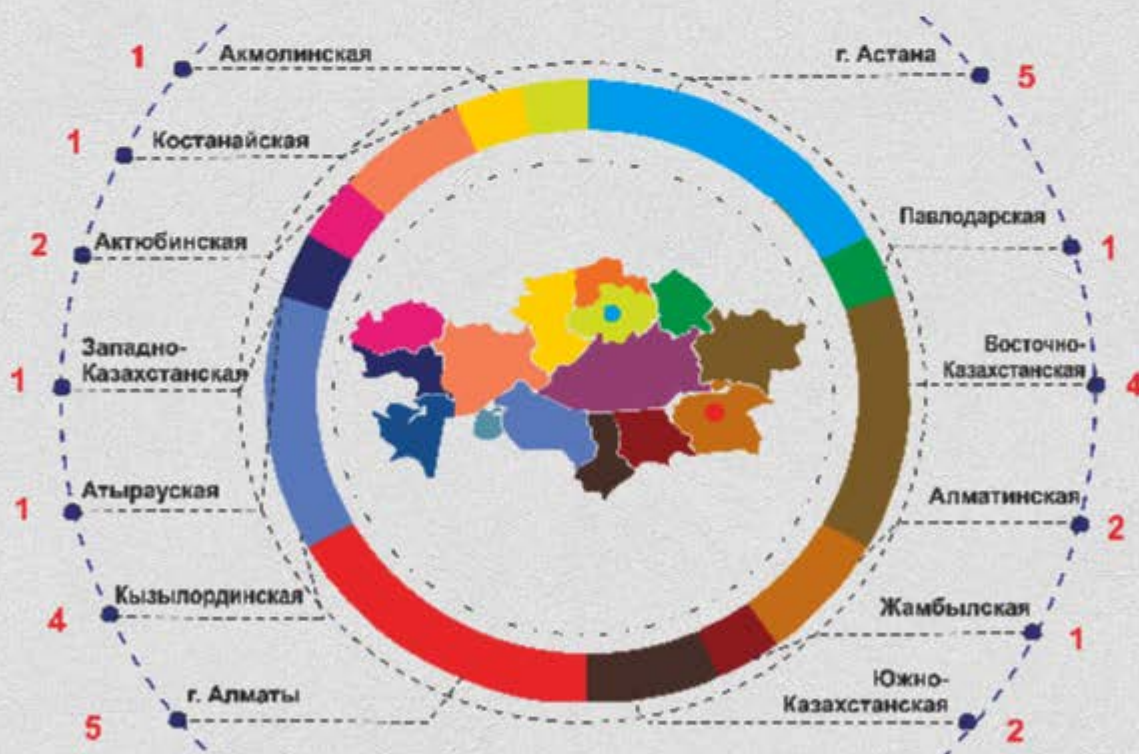 1
Акмолинская
г. Астана
5
1
Костанайская
Павлодарская
1
2
Актюбинская
1
Западно-
Казахстанская
Восточно-
Казахстанская
4
1
Атырауская
Алматинская
2
4
Кызылординская
Жамбылская
1
5
г. Алматы
Южно-
Казахстанская
2